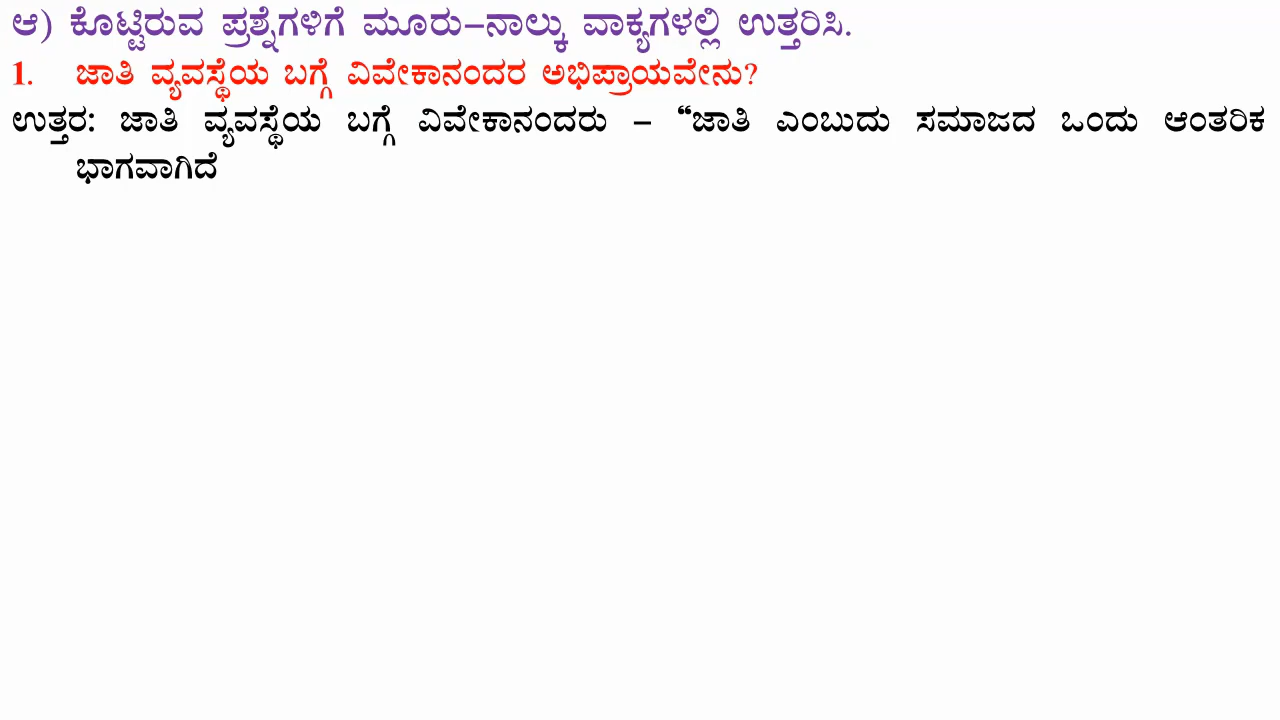 ಆ) ಕೊಟ್ಟಿರುವ ಪ್ರಶ್ನೆಗಳಿಗೆ ಮೂರು–ನಾಲ್ಕು ವಾಕ್ಯಗಳಲ್ಲಿ ಉತ್ತರಿಸಿ.
1. ಜಾತಿ ವ್ಯವಸ್ಥೆಯ ಬಗ್ಗೆ ವಿವೇಕಾನಂದರ ಅಭಿಪ್ರಾಯವೇನು?
ಉತ್ತರ: ಜಾತಿ ವ್ಯವಸ್ಥೆಯ ಬಗ್ಗೆ ವಿವೇಕಾನಂದರು – “ಜಾತಿ ಎಂಬುದು ಸಮಾಜದ ಒಂದು ಆಂತರಿಕ
ಭಾಗವಾಗಿದೆ